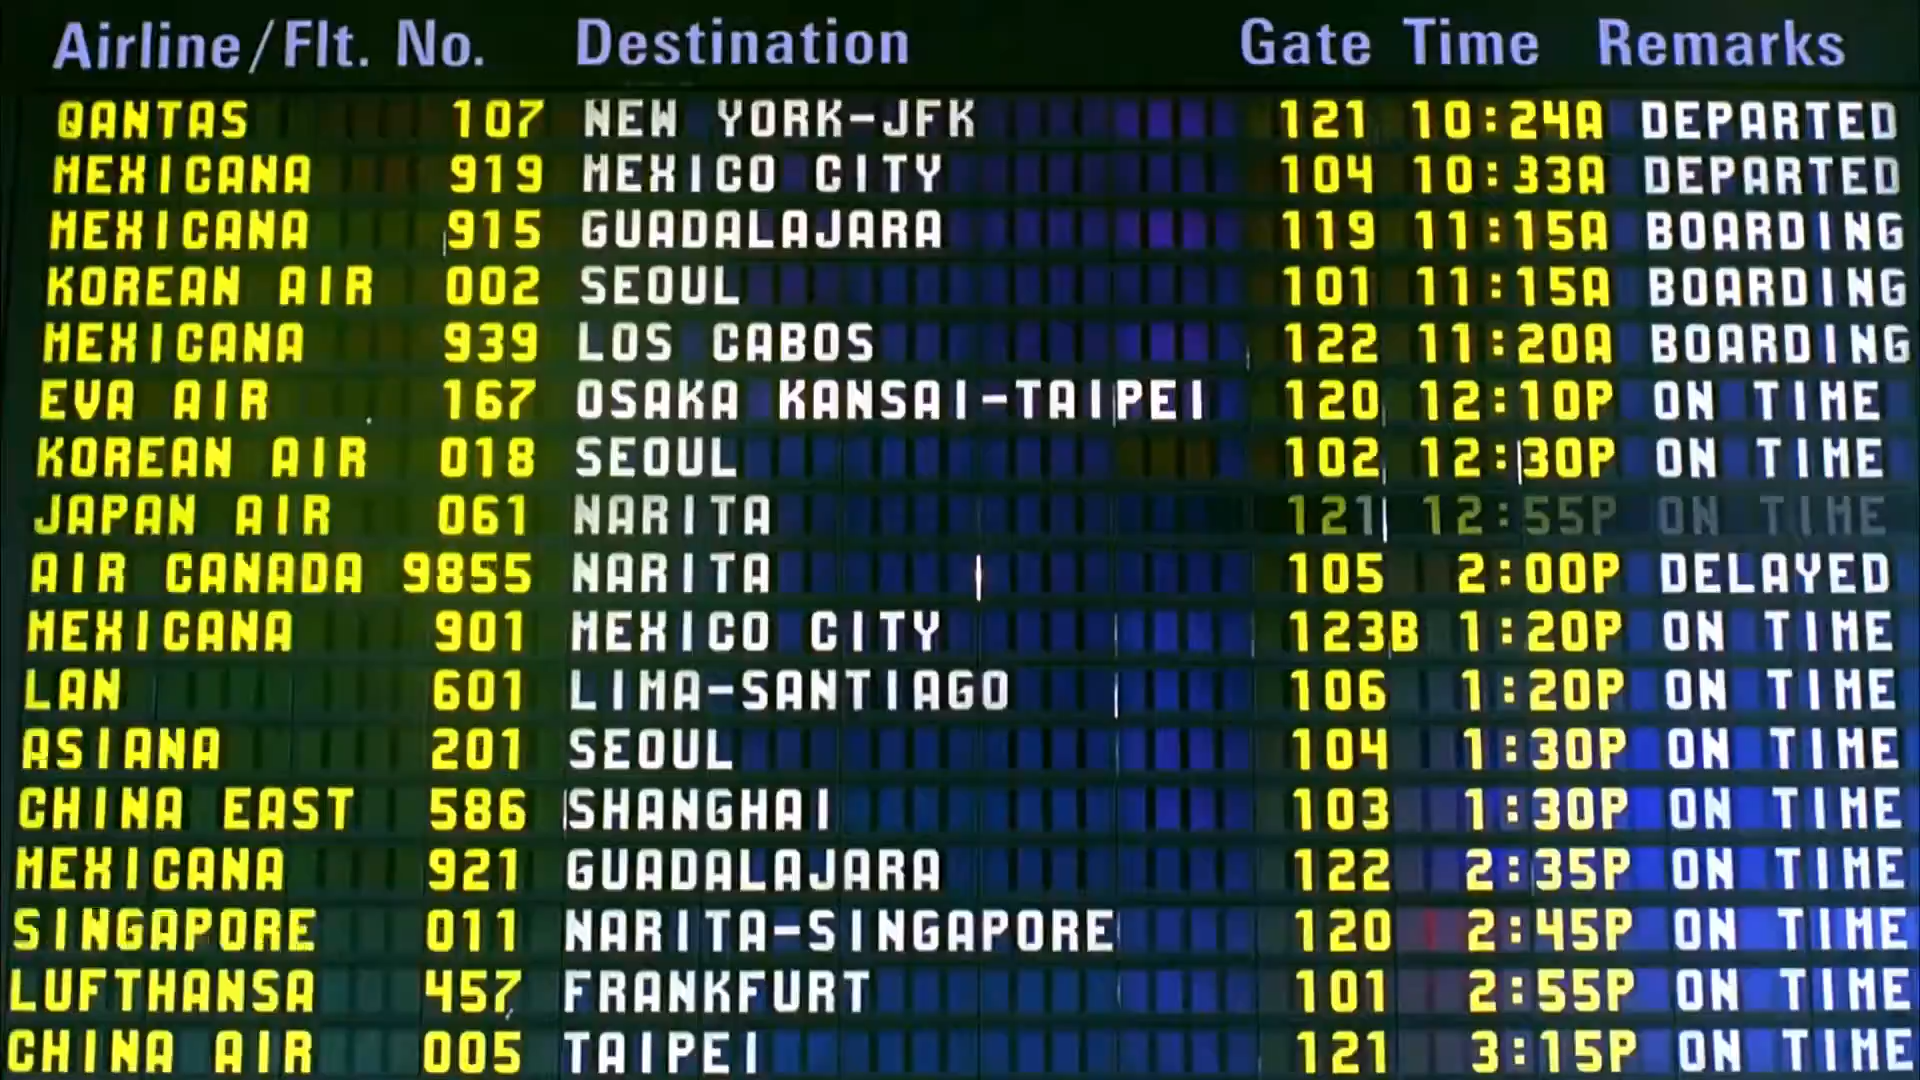 Airline/Flt. No. Destination Gate Time Remarks
QANTAS 107 NEW YORK-JFK 121 10:24A DEPARTED
MEXICANA 919 MEXICO CITY 104 10:33A DEPARTED
MEXICANA 915 GUADALAJARA 119 11:15A BOARDING
KOREAN AIR 002 SEOUL 101 11:15A BOARDING
MEXICANA 939 LOS CABOS 122 11:20A BOARDING
EVA AIR 167 OSAKA KANSAI-TAIPEI 120 12:10P ON TIME
KOREAN AIR 018 SEOUL 102 12:30P ON TIME
JAPAN AIR 061 NARITA 121 12:55P ON TIME
AIR CANADA 9855 NARITA 105 2:00P DELAYED
MEXICANA 901 MEXICO CITY 123B 1:20P ON TIME
LAN 601 LIMA-SANTIAGO 106 1:20P ON TIME
ASIANA 201 SEOUL 104 1:30P ON TIME
CHINA EAST 586 SHANGHAI 103 1:30P ON TIME
MEXICANA 921 GUADALAJARA 122 2:35P ON TIME
SINGAPORE 011 NARITA-SINGAPORE 120 2:45P ON TIME
LUFTHANSA 457 FRANKFURT 101 2:55P ON TIME
CHINA AIR 005 TAIPEI 121 3:15P ON TIME